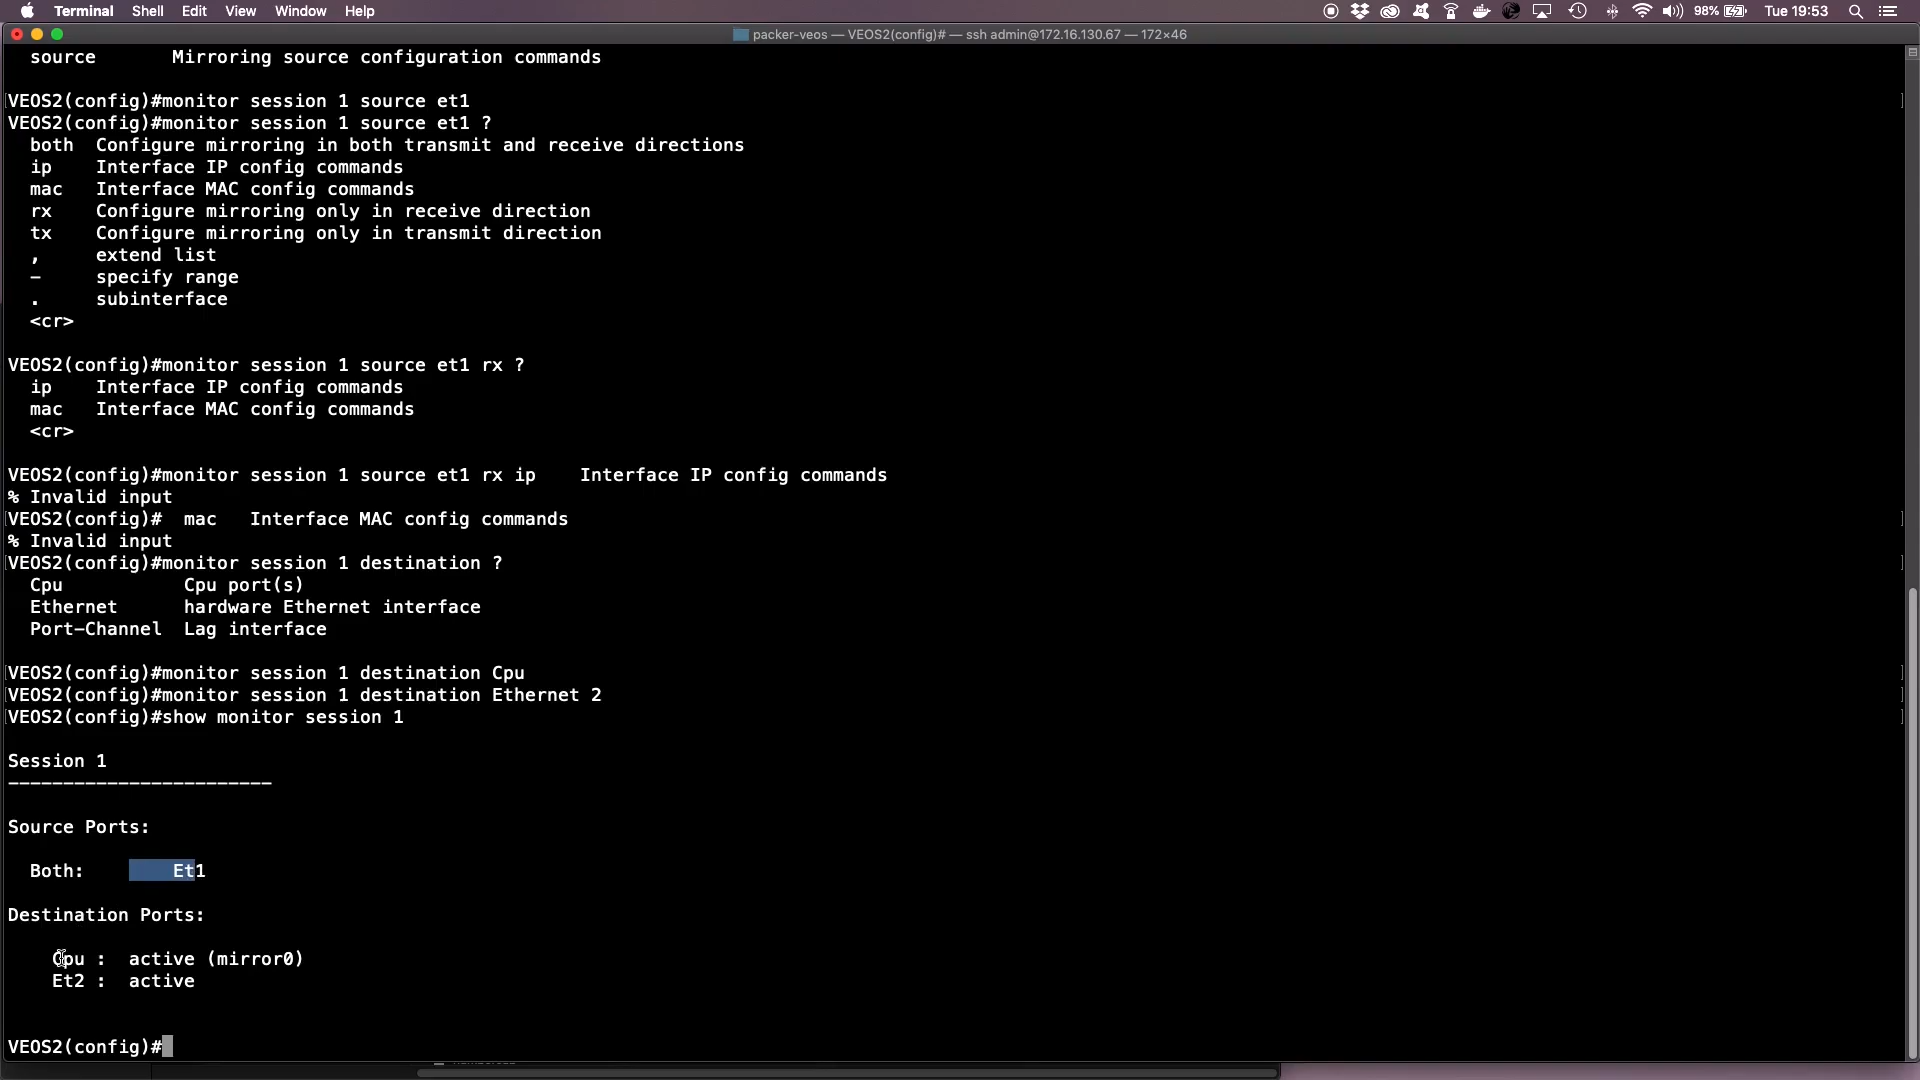 Terminal Shell Edit View Window Help 98% Tue 19:53
packer-veos — VEOS2(config)# — ssh admin@172.16.130.67 — 172×46
source Mirroring source configuration commands
VEOS2(config)#monitor session 1 source et1
VEOS2(config)#monitor session 1 source et1 ?
both Configure mirroring in both transmit and receive directions
ip Interface IP config commands
mac Interface MAC config commands
rx Configure mirroring only in receive direction
tx Configure mirroring only in transmit direction
, extend list
- specify range
. subinterface
<cr>
VEOS2(config)#monitor session 1 source et1 rx ?
ip Interface IP config commands
mac Interface MAC config commands
<cr>
VEOS2(config)#monitor session 1 source et1 rx ip Interface IP config commands
% Invalid input
VEOS2(config)# mac Interface MAC config commands
% Invalid input
VEOS2(config)#monitor session 1 destination ?
Cpu Cpu port(s)
Ethernet hardware Ethernet interface
Port-Channel Lag interface
VEOS2(config)#monitor session 1 destination Cpu
VEOS2(config)#monitor session 1 destination Ethernet 2
VEOS2(config)#show monitor session 1
Session 1
------------------------
Source Ports:
Both: Et1
Destination Ports:
Cpu : active (mirror0)
Et2 : active
VEOS2(config)#